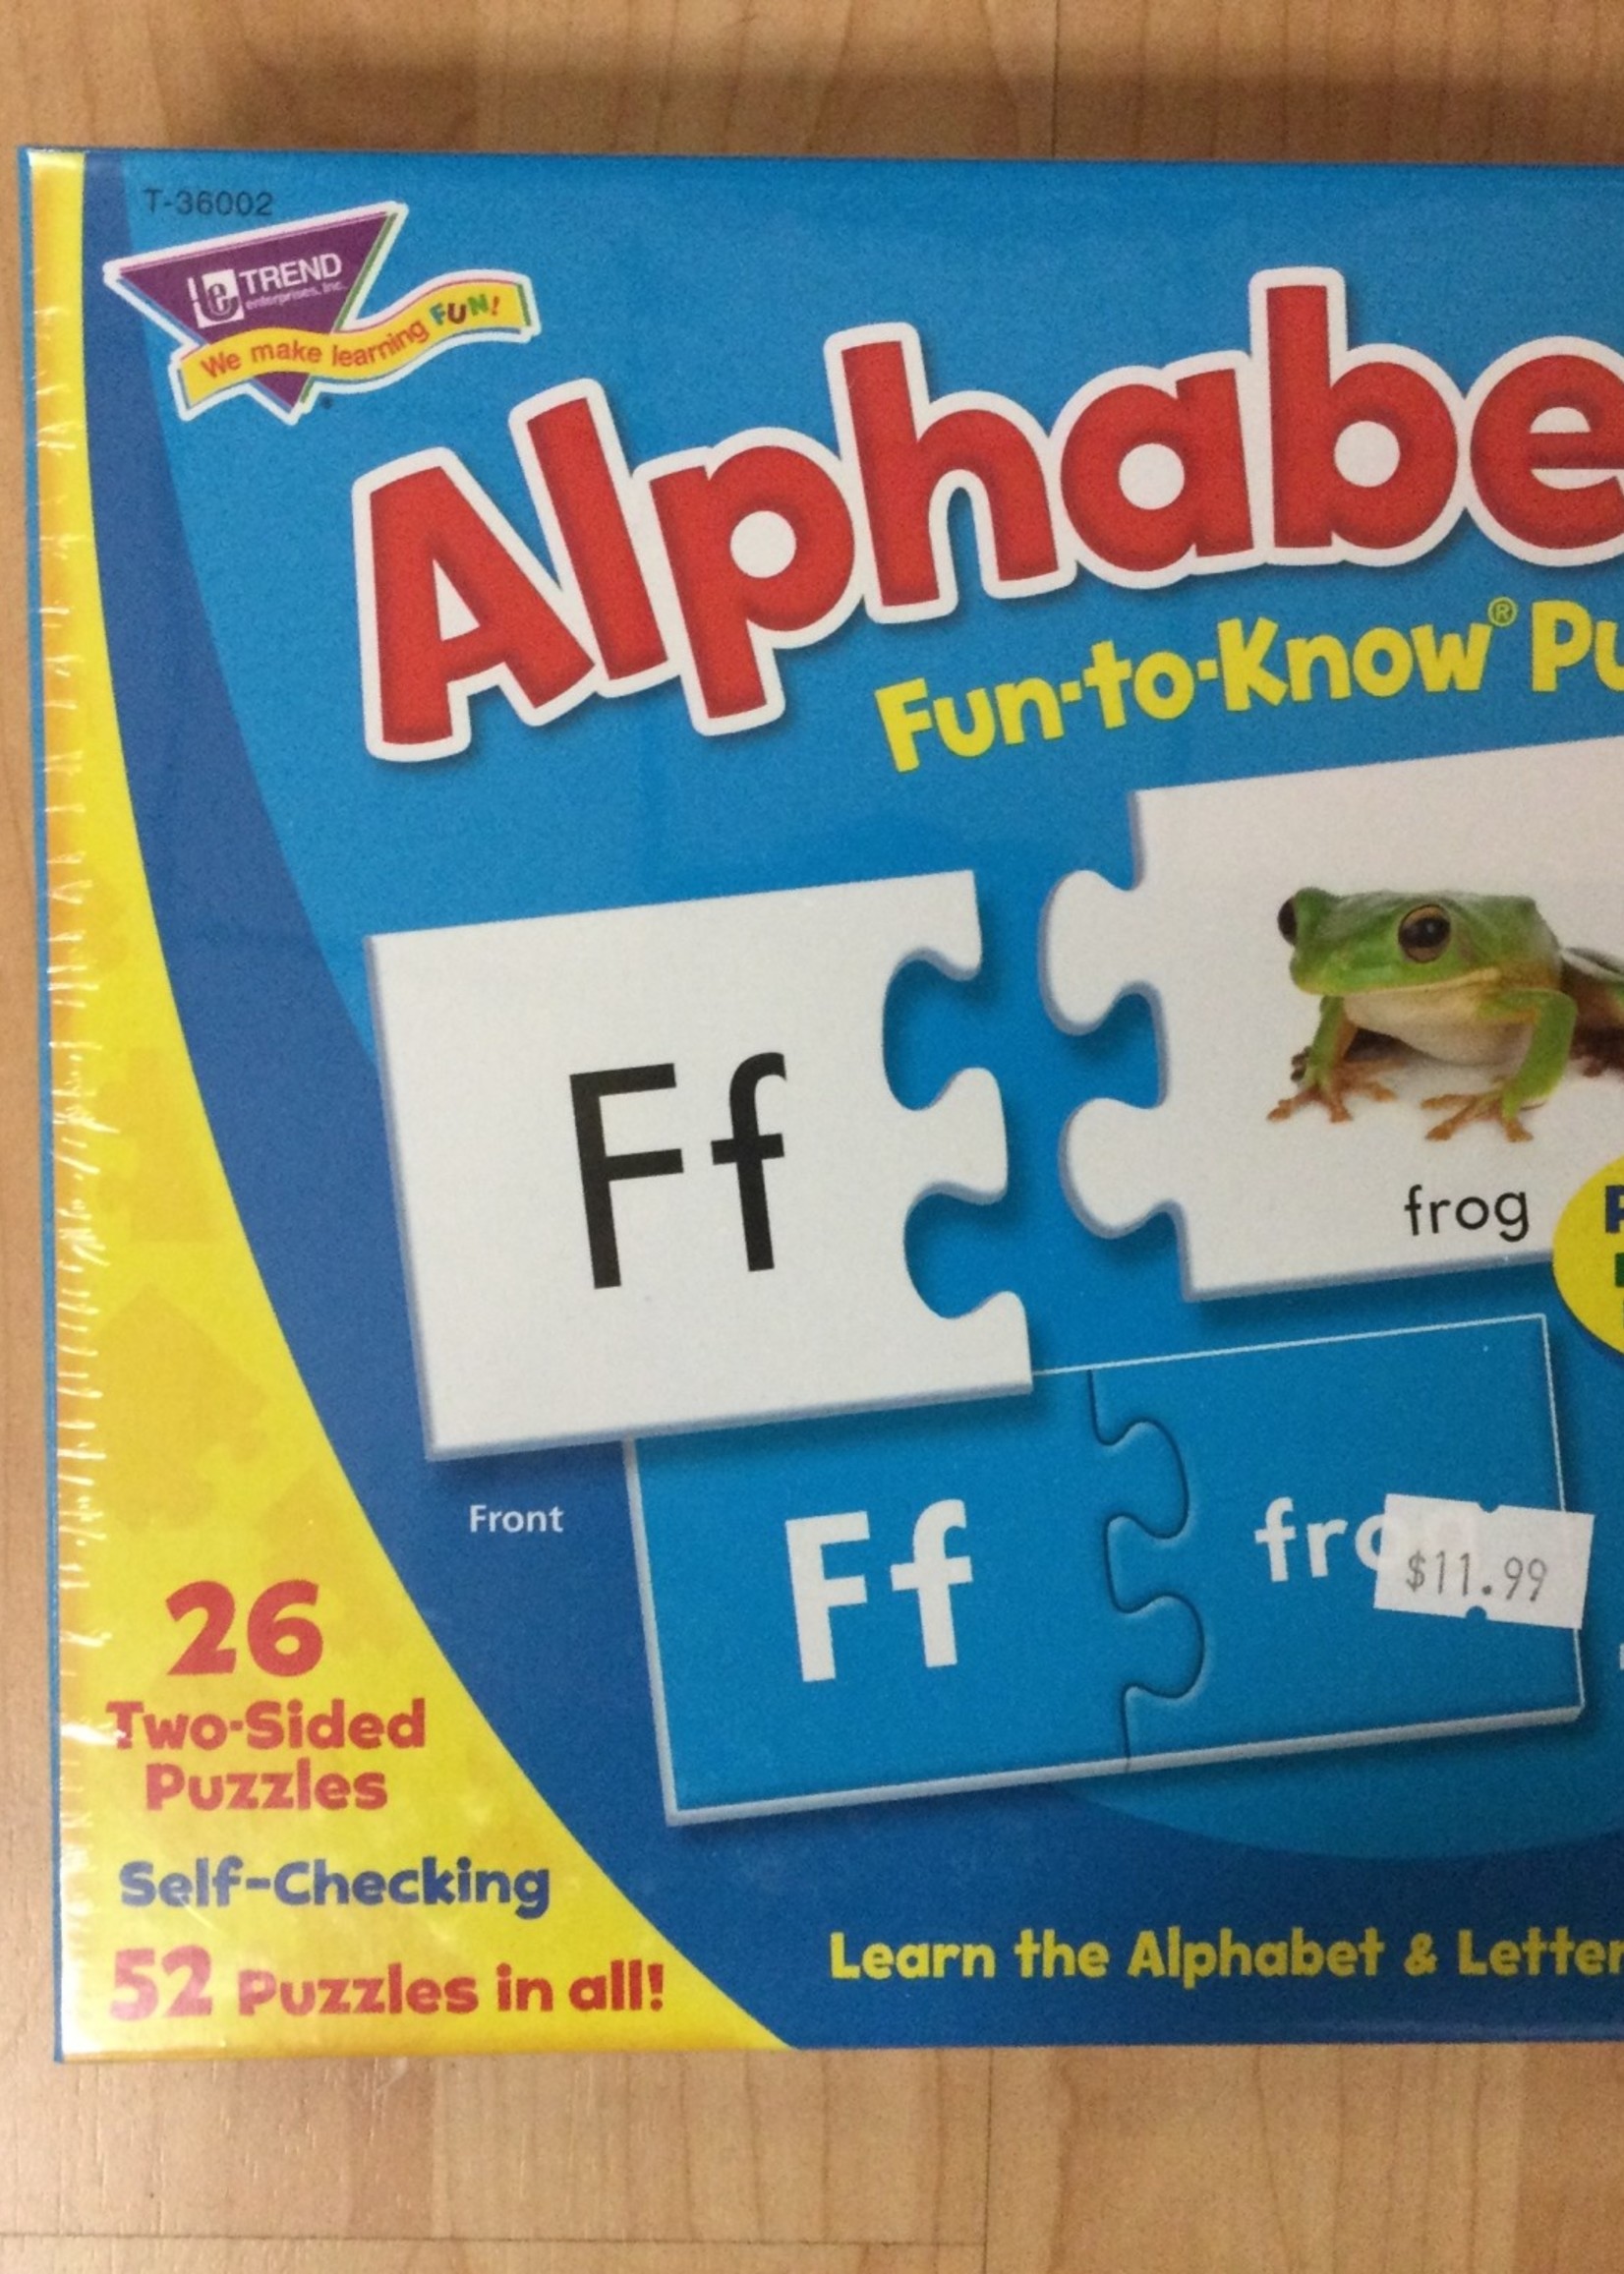 T-36002
TREND
enterprises, Inc.
We make learning FUN!
Alphabe
Fun-to-Know® Pu
Ff
frog
Front
Ff
$11.99
26
Two-Sided
Puzzles
Self-Checking
52 Puzzles in all!
Learn the Alphabet & Letter